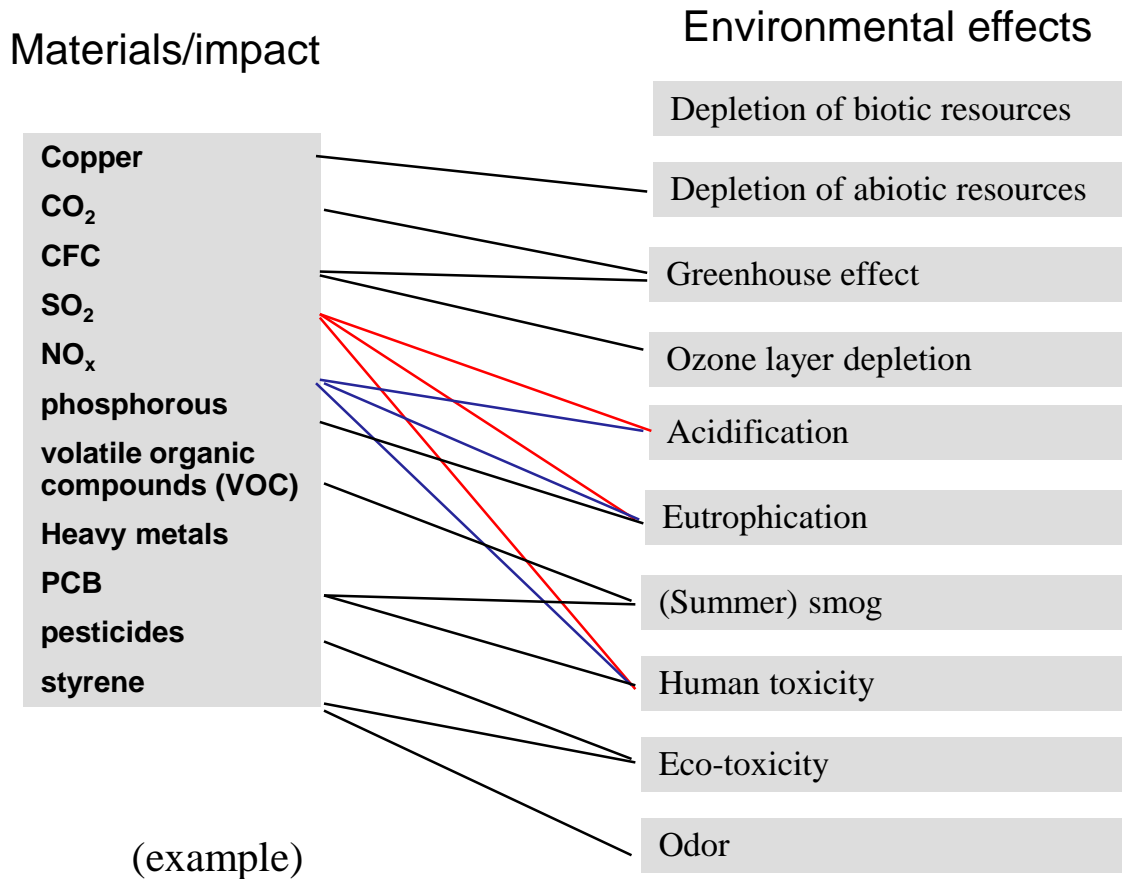 Materials/impact
Copper
CO₂
CFC
SO₂
NOₓ
phosphorous
volatile organic
compounds (VOC)
Heavy metals
PCB
pesticides
styrene
(example)
Environmental effects
Depletion of biotic resources
Depletion of abiotic resources
Greenhouse effect
Ozone layer depletion
Acidification
Eutrophication
(Summer) smog
Human toxicity
Eco-toxicity
Odor